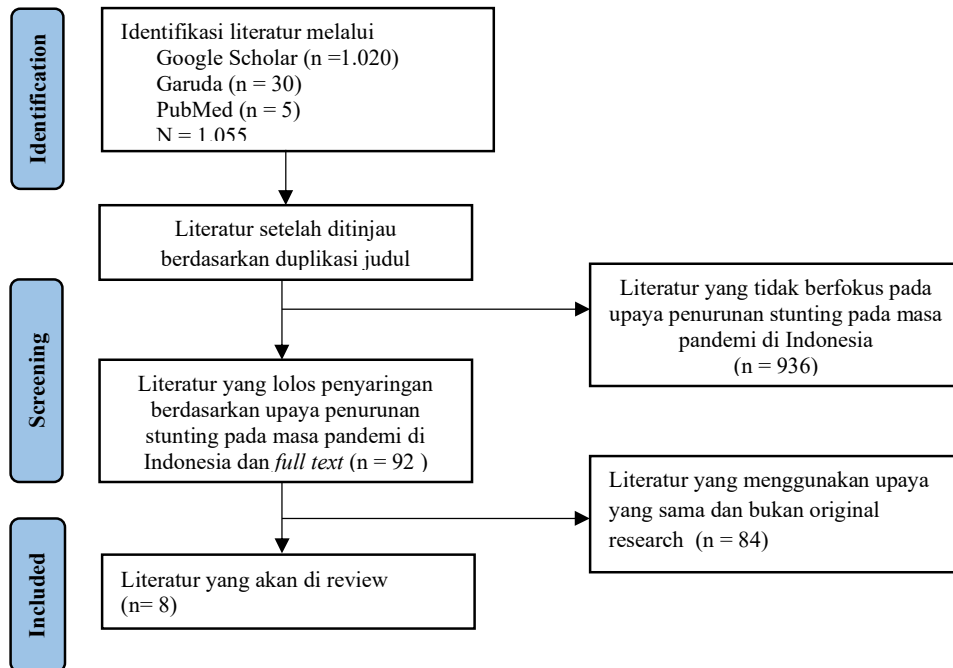 Identification
Identifikasi literatur melalui
Google Scholar (n =1.020)
Garuda (n = 30)
PubMed (n = 5)
N = 1.055
Literatur setelah ditinjau
berdasarkan duplikasi judul
Screening
Literatur yang tidak berfokus pada
upaya penurunan stunting pada masa
pandemi di Indonesia
(n = 936)
Literatur yang lolos penyaringan
berdasarkan upaya penurunan
stunting pada masa pandemi di
Indonesia dan full text (n = 92 )
Literatur yang menggunakan upaya
yang sama dan bukan original
research (n = 84)
Included
Literatur yang akan di review
(n= 8)